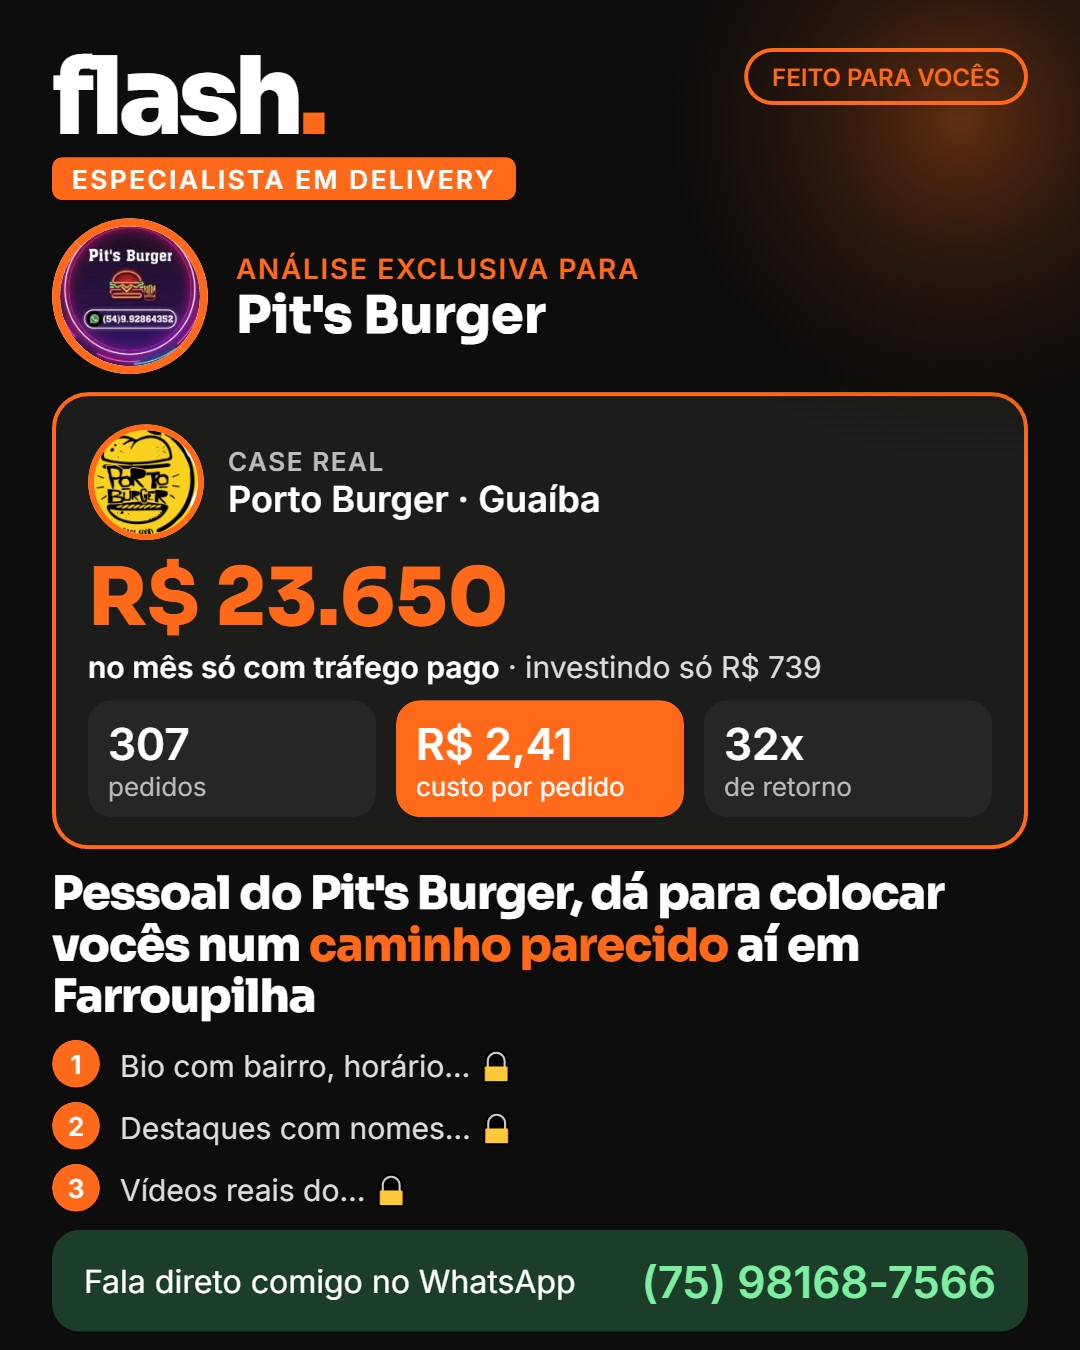 flash.
FEITO PARA VOCÊS
ESPECIALISTA EM DELIVERY
Pit's Burger
(54)9.92864352
ANÁLISE EXCLUSIVA PARA
Pit's Burger
PORTO
BURGER
CASE REAL
Porto Burger · Guaíba
R$ 23.650
no mês só com tráfego pago · investindo só R$ 739
307
pedidos
R$ 2,41
custo por pedido
32x
de retorno
Pessoal do Pit's Burger, dá para colocar
vocês num caminho parecido aí em
Farroupilha
1 Bio com bairro, horário... 🔒
2 Destaques com nomes... 🔒
3 Vídeos reais do... 🔒
Fala direto comigo no WhatsApp (75) 98168-7566